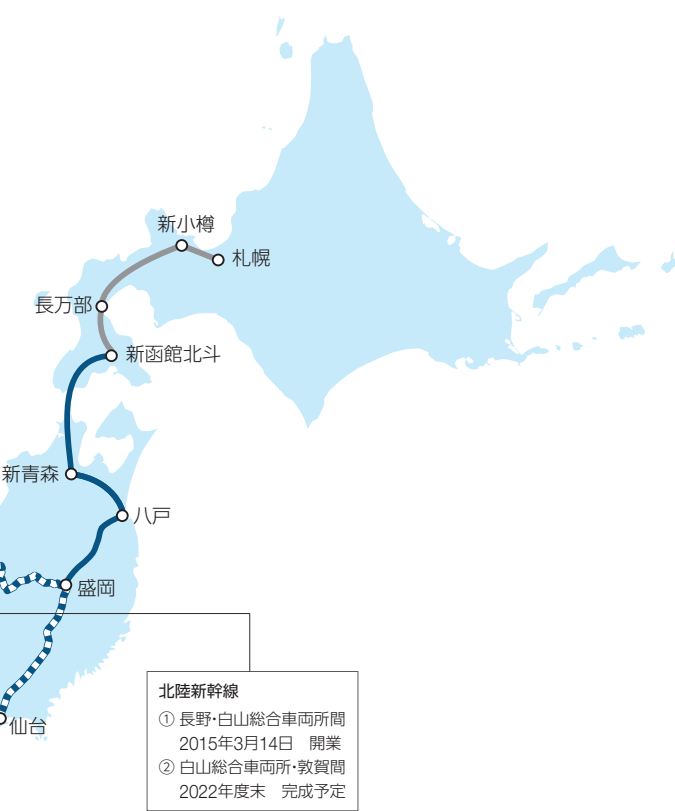 新小樽
札幌
長万部
新函館北斗
新青森
八戸
盛岡
仙台
北陸新幹線
① 長野・白山総合車両所間
2015年3月14日　開業
② 白山総合車両所・敦賀間
2022年度末　完成予定